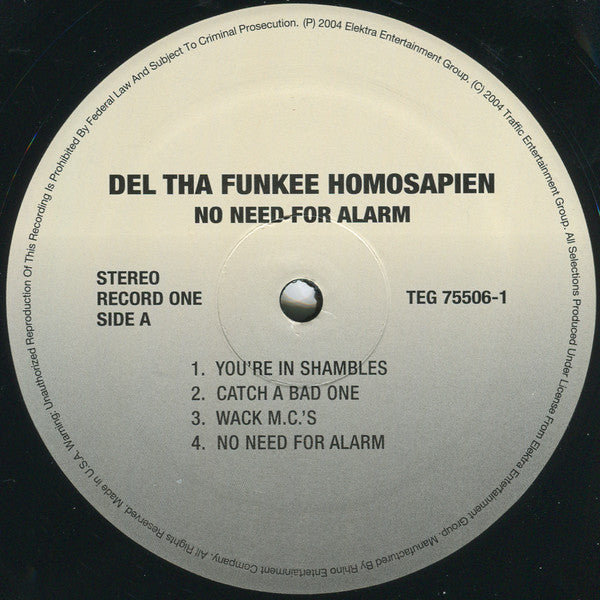 DEL THA FUNKEE HOMOSAPIEN
NO NEED FOR ALARM
STEREO
RECORD ONE
SIDE A
TEG 75506-1
1. YOU'RE IN SHAMBLES
2. CATCH A BAD ONE
3. WACK M.C.'S
4. NO NEED FOR ALARM
Warning: Unauthorized Reproduction Of This Recording Is Prohibited By Federal Law And Subject To Criminal Prosecution. (P) 2004 Elektra Entertainment Group. (C) 2004 Traffic Entertainment Group. All Selections Produced Under License From Elektra Entertainment Group. Manufactured By Rhino Entertainment Company. All Rights Reserved. Made In U.S.A.